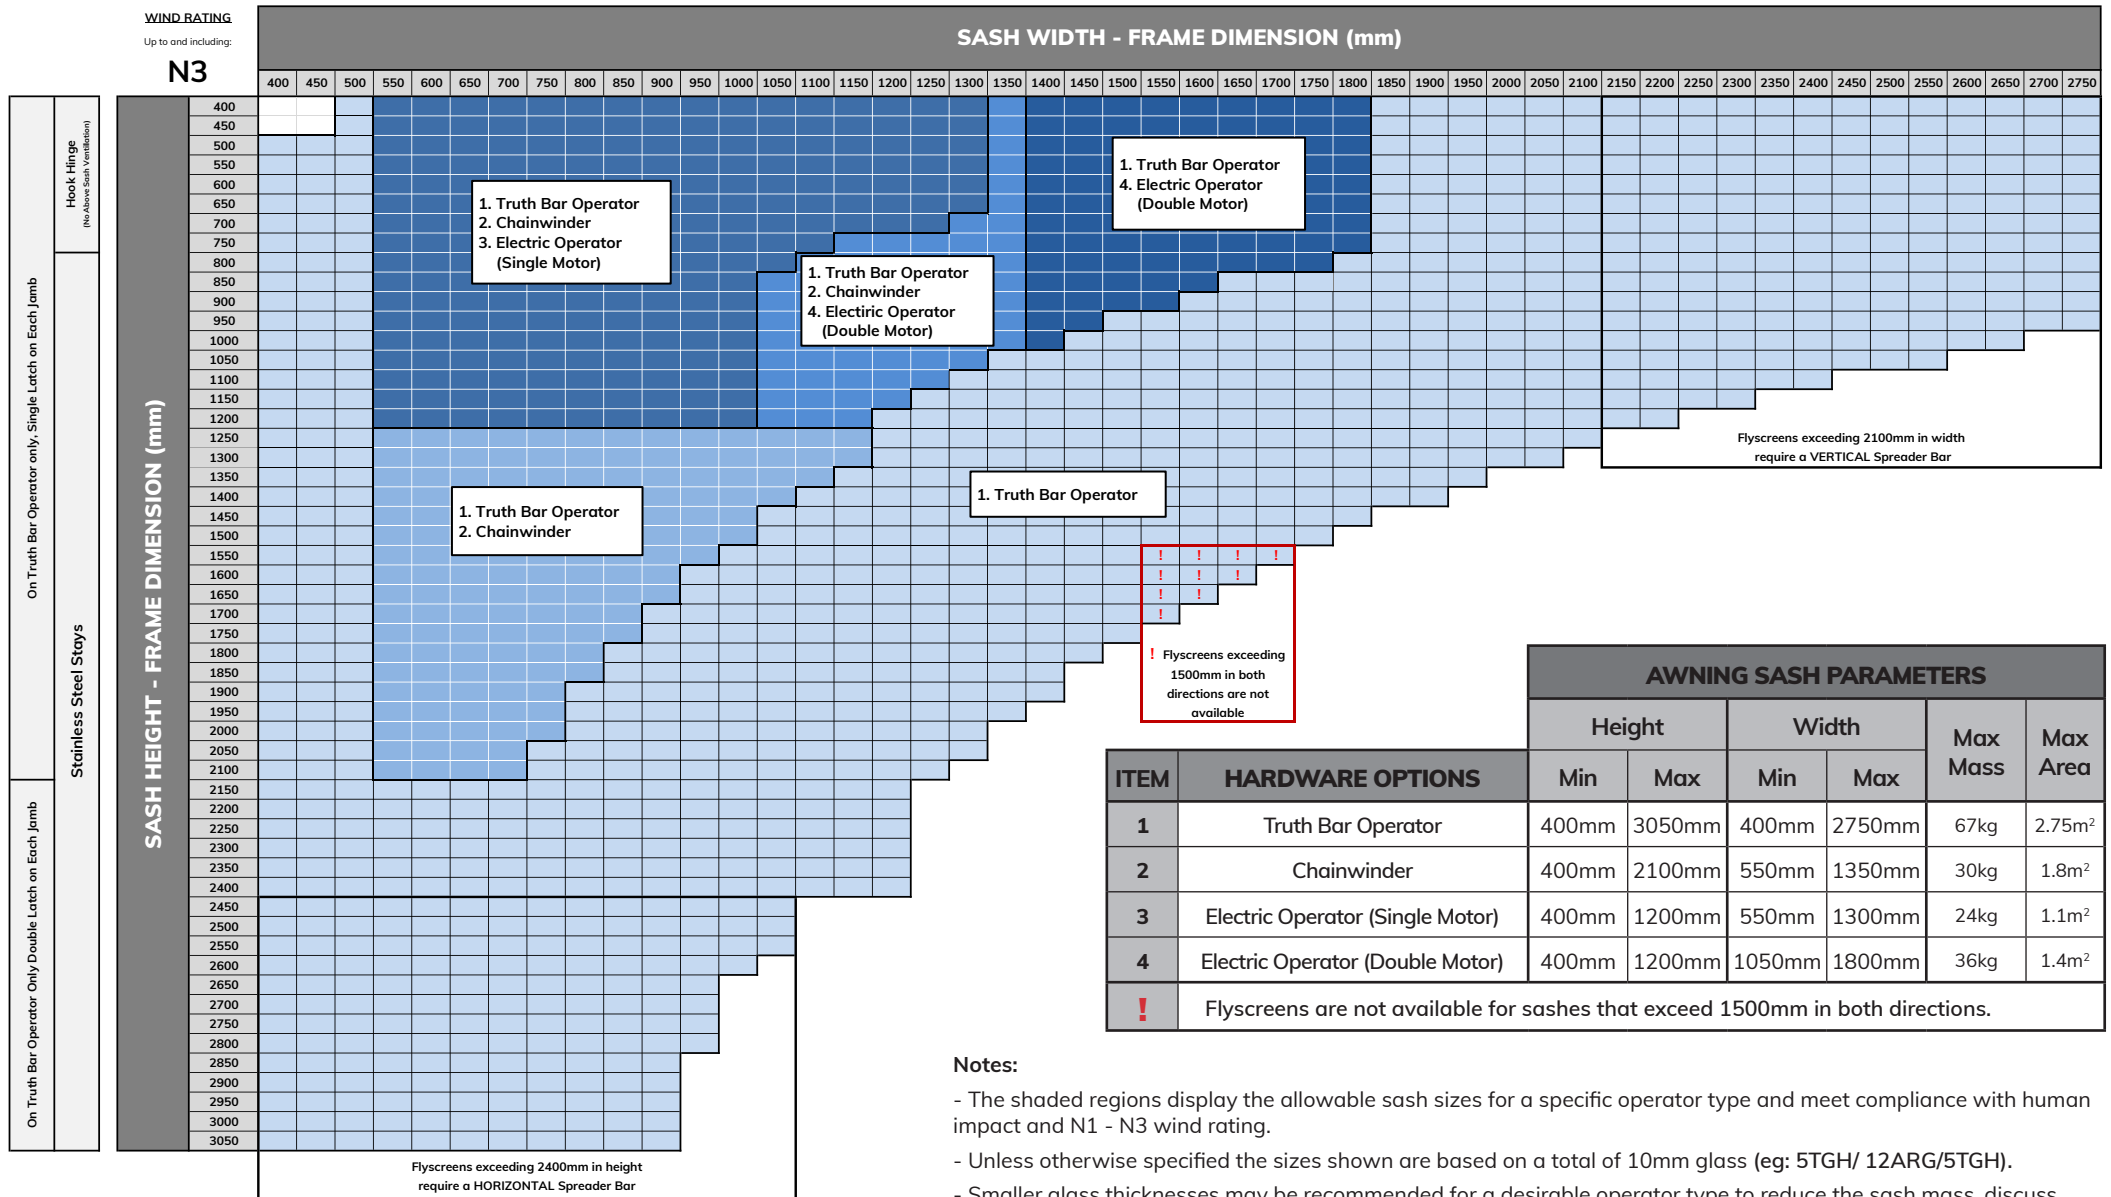 WIND RATING
Up to and including:
N3
SASH WIDTH - FRAME DIMENSION (mm)
400 450 500 550 600 650 700 750 800 850 900 950 1000 1050 1100 1150 1200 1250 1300 1350 1400 1450 1500 1550 1600 1650 1700 1750 1800 1850 1900 1950 2000 2050 2100 2150 2200 2250 2300 2350 2400 2450 2500 2550 2600 2650 2700 2750
On Truth Bar Operator only, Single Latch on Each Jamb
On Truth Bar Operator Only Double Latch on Each Jamb
Hook Hinge
(No Above Sash Ventilation)
Stainless Steel Stays
SASH HEIGHT - FRAME DIMENSION (mm)
400
450
500
550
600
650
700
750
800
850
900
950
1000
1050
1100
1150
1200
1250
1300
1350
1400
1450
1500
1550
1600
1650
1700
1750
1800
1850
1900
1950
2000
2050
2100
2150
2200
2250
2300
2350
2400
2450
2500
2550
2600
2650
2700
2750
2800
2850
2900
2950
3000
3050
1. Truth Bar Operator
2. Chainwinder
3. Electric Operator
(Single Motor)
1. Truth Bar Operator
2. Chainwinder
4. Electiric Operator
(Double Motor)
1. Truth Bar Operator
4. Electric Operator
(Double Motor)
1. Truth Bar Operator
2. Chainwinder
1. Truth Bar Operator
Flyscreens exceeding 2100mm in width
require a VERTICAL Spreader Bar
! ! ! !
! ! !
! !
!
! Flyscreens exceeding
1500mm in both
directions are not
available
Flyscreens exceeding 2400mm in height
require a HORIZONTAL Spreader Bar
AWNING SASH PARAMETERS
Height Width Max Mass Max Area
ITEM HARDWARE OPTIONS Min Max Min Max
1 Truth Bar Operator 400mm 3050mm 400mm 2750mm 67kg 2.75m²
2 Chainwinder 400mm 2100mm 550mm 1350mm 30kg 1.8m²
3 Electric Operator (Single Motor) 400mm 1200mm 550mm 1300mm 24kg 1.1m²
4 Electric Operator (Double Motor) 400mm 1200mm 1050mm 1800mm 36kg 1.4m²
! Flyscreens are not available for sashes that exceed 1500mm in both directions.
Notes:
- The shaded regions display the allowable sash sizes for a specific operator type and meet compliance with human
impact and N1 - N3 wind rating.
- Unless otherwise specified the sizes shown are based on a total of 10mm glass (eg: 5TGH/ 12ARG/5TGH).
- Smaller glass thicknesses may be recommended for a desirable operator type to reduce the sash mass, discuss